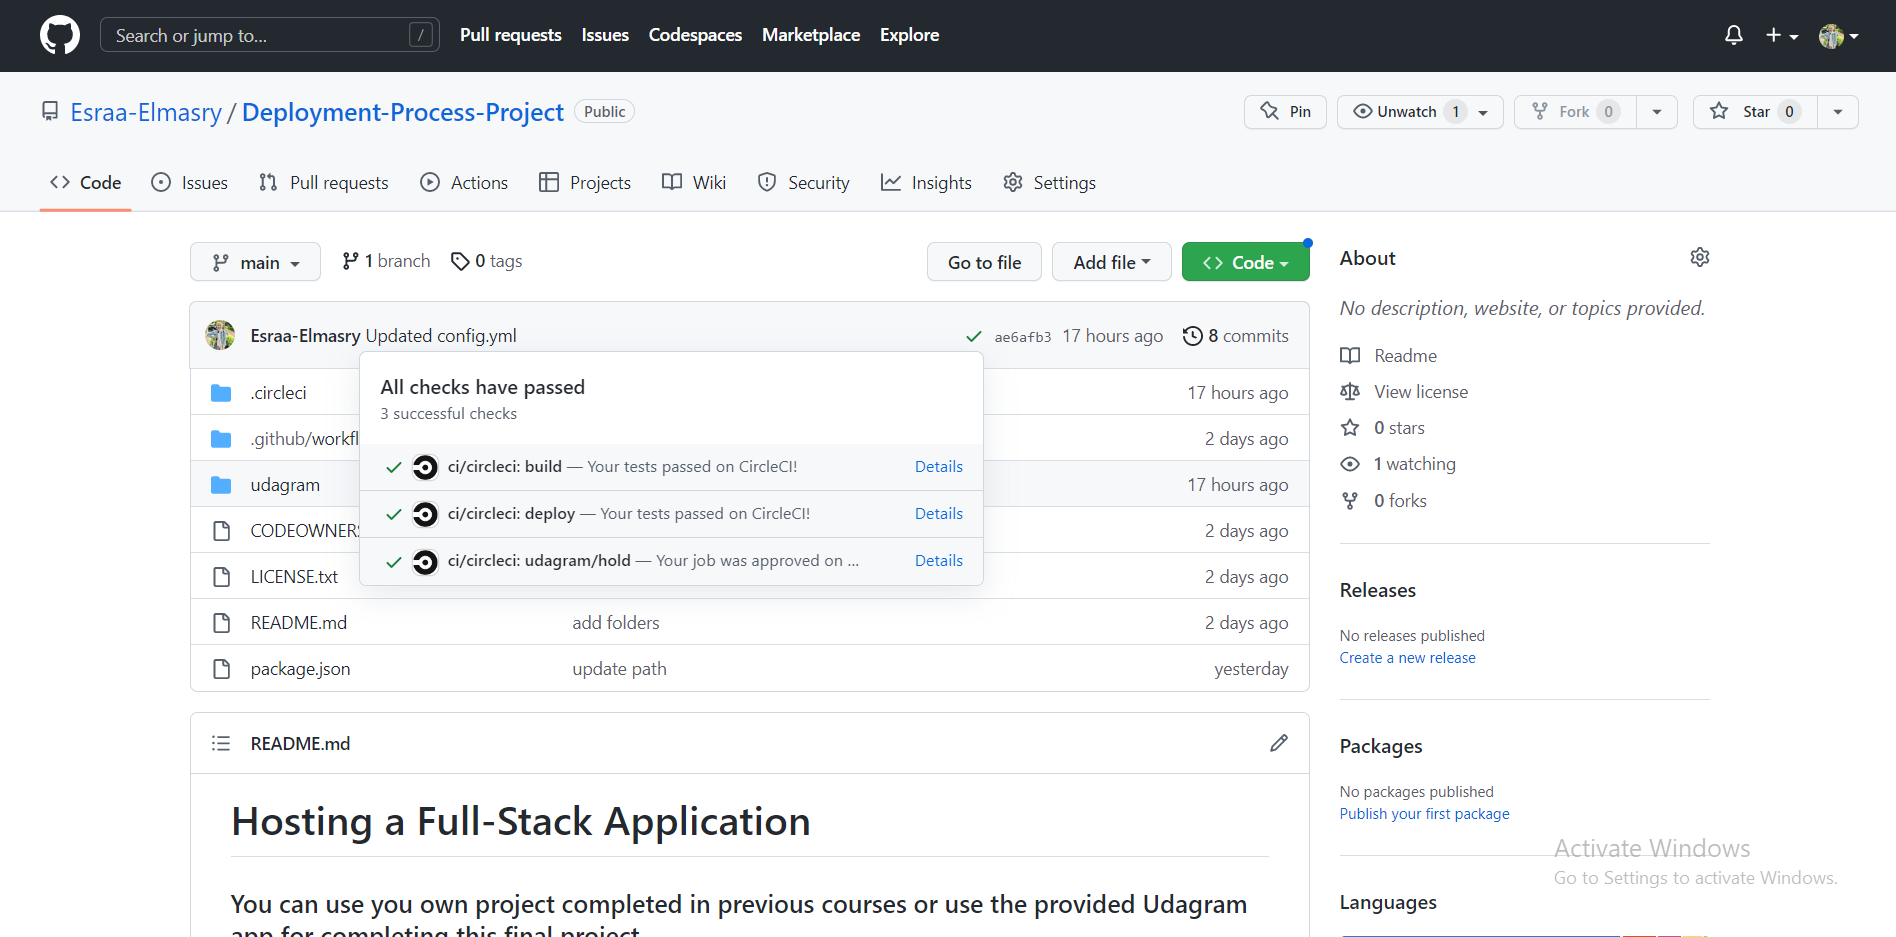 Search or jump to...
/
Pull requests Issues Codespaces Marketplace Explore
Esraa-Elmasry / Deployment-Process-Project Public
Pin
Unwatch 1
Fork 0
Star 0
Code Issues Pull requests Actions Projects Wiki Security Insights Settings
main 1 branch 0 tags
Go to file Add file Code
Esraa-Elmasry Updated config.yml ae6afb3 17 hours ago 8 commits
.circleci 17 hours ago
.github/workfl 2 days ago
udagram 17 hours ago
CODEOWNERS 2 days ago
LICENSE.txt 2 days ago
README.md add folders 2 days ago
package.json update path yesterday
All checks have passed
3 successful checks
ci/circleci: build — Your tests passed on CircleCI! Details
ci/circleci: deploy — Your tests passed on CircleCI! Details
ci/circleci: udagram/hold — Your job was approved on ... Details
README.md
Hosting a Full-Stack Application
You can use you own project completed in previous courses or use the provided Udagram
app for completing this final project
About
No description, website, or topics provided.
Readme
View license
0 stars
1 watching
0 forks
Releases
No releases published
Create a new release
Packages
No packages published
Publish your first package
Activate Windows
Go to Settings to activate Windows.
Languages